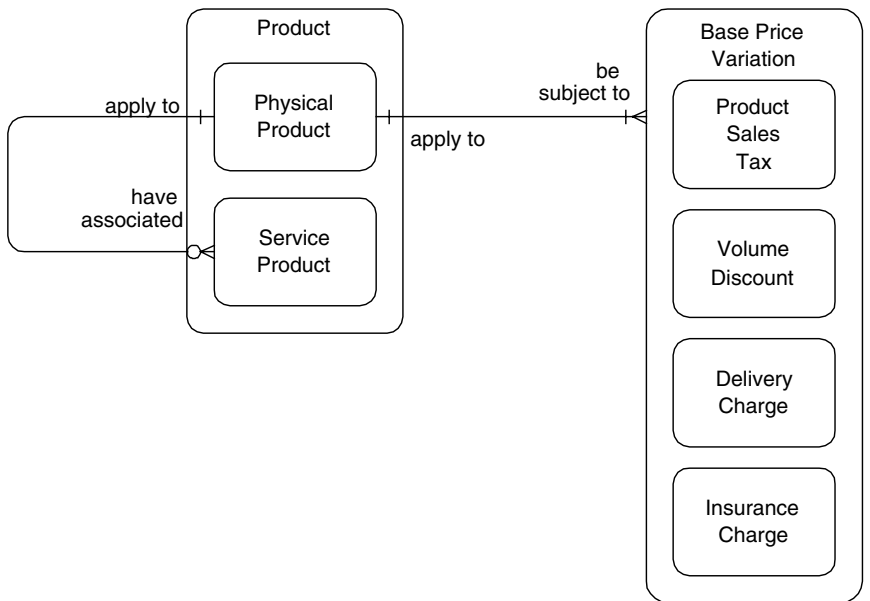 Product
Physical
Product
Service
Product
apply to
have
associated
apply to
be
subject to
Base Price
Variation
Product
Sales
Tax
Volume
Discount
Delivery
Charge
Insurance
Charge